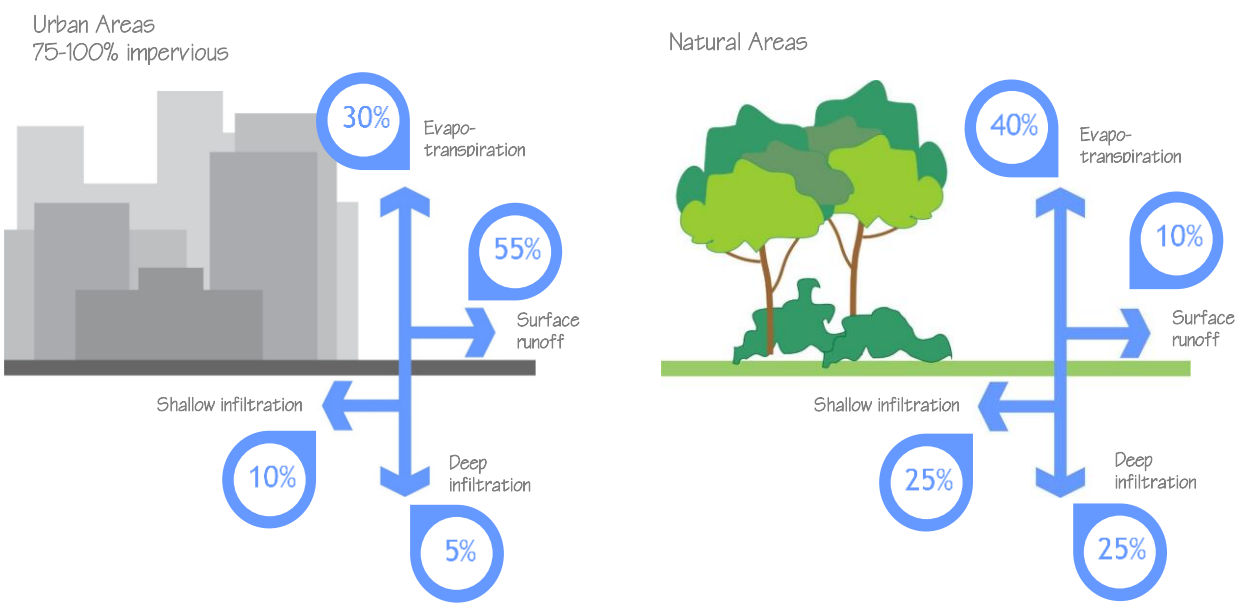 Urban Areas
75-100% impervious
30%
Evapo-
transpiration
55%
Surface
runoff
Shallow infiltration
10%
Deep
infiltration
5%
Natural Areas
40%
Evapo-
transpiration
10%
Surface
runoff
Shallow infiltration
25%
Deep
infiltration
25%